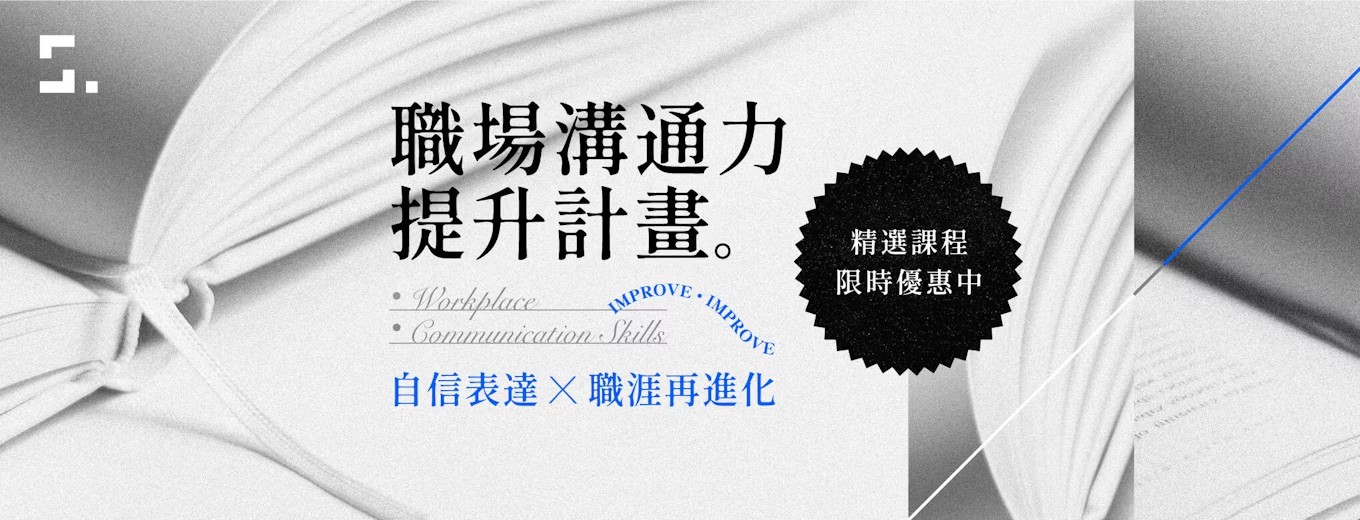 S.
職場溝通力
提升計畫。
• Workplace
• Communication Skills
IMPROVE • IMPROVE
自信表達 × 職涯再進化
精選課程
限時優惠中